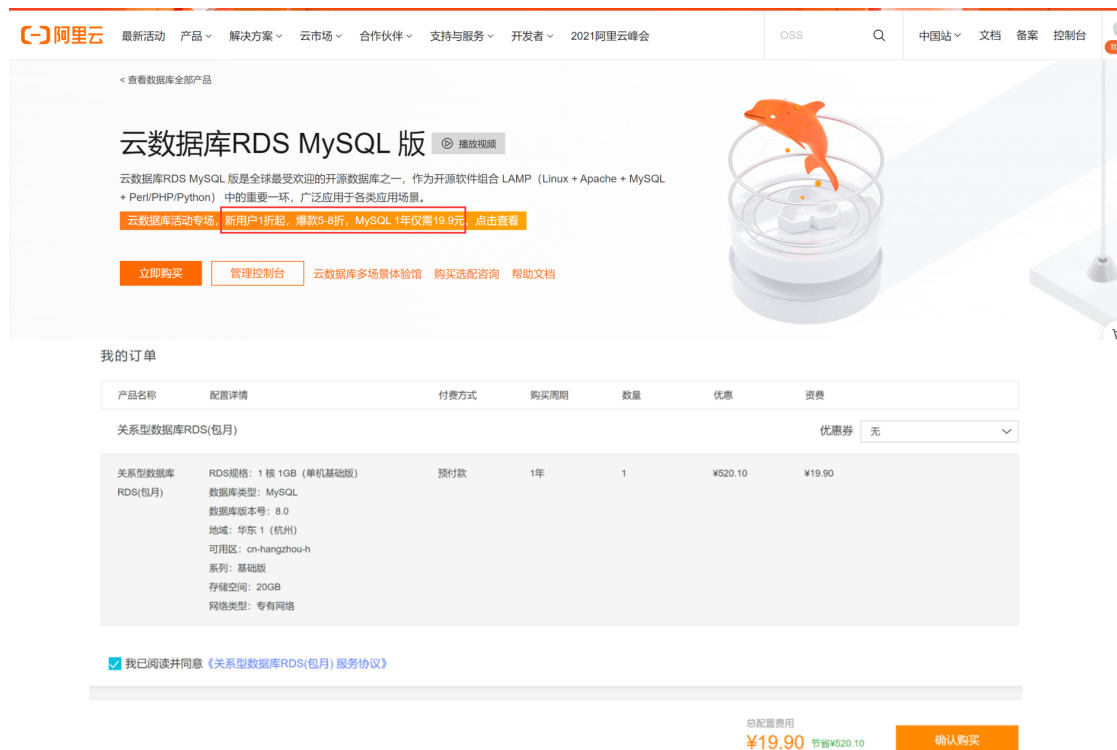 阿里云 最新活动 产品 解决方案 云市场 合作伙伴 支持与服务 开发者 2021阿里云峰会 OSS 中国站 文档 备案 控制台
< 查看数据库全部产品
云数据库RDS MySQL 版 播放视频
云数据库RDS MySQL 版是全球最受欢迎的开源数据库之一，作为开源软件组合 LAMP（Linux + Apache + MySQL
+ Perl/PHP/Python） 中的重要一环，广泛应用于各类应用场景。
云数据库活动专场，新用户1折起，爆款5-8折，MySQL 1年仅需19.9元，点击查看
立即购买 管理控制台 云数据库多场景体验馆 购买选配咨询 帮助文档
我的订单
产品名称 配置详情 付费方式 购买周期 数量 优惠 资费
关系型数据库RDS(包月) 优惠券 无
关系型数据库 RDS规格：1 核 1GB（单机基础版） 预付款 1年 1 ¥520.10 ¥19.90
RDS(包月) 数据库类型：MySQL
数据库版本号：8.0
地域：华东 1（杭州）
可用区：cn-hangzhou-h
系列：基础版
存储空间：20GB
网络类型：专有网络
我已阅读并同意《关系型数据库RDS(包月) 服务协议》
总配置费用
¥19.90 节省¥520.10 确认购买